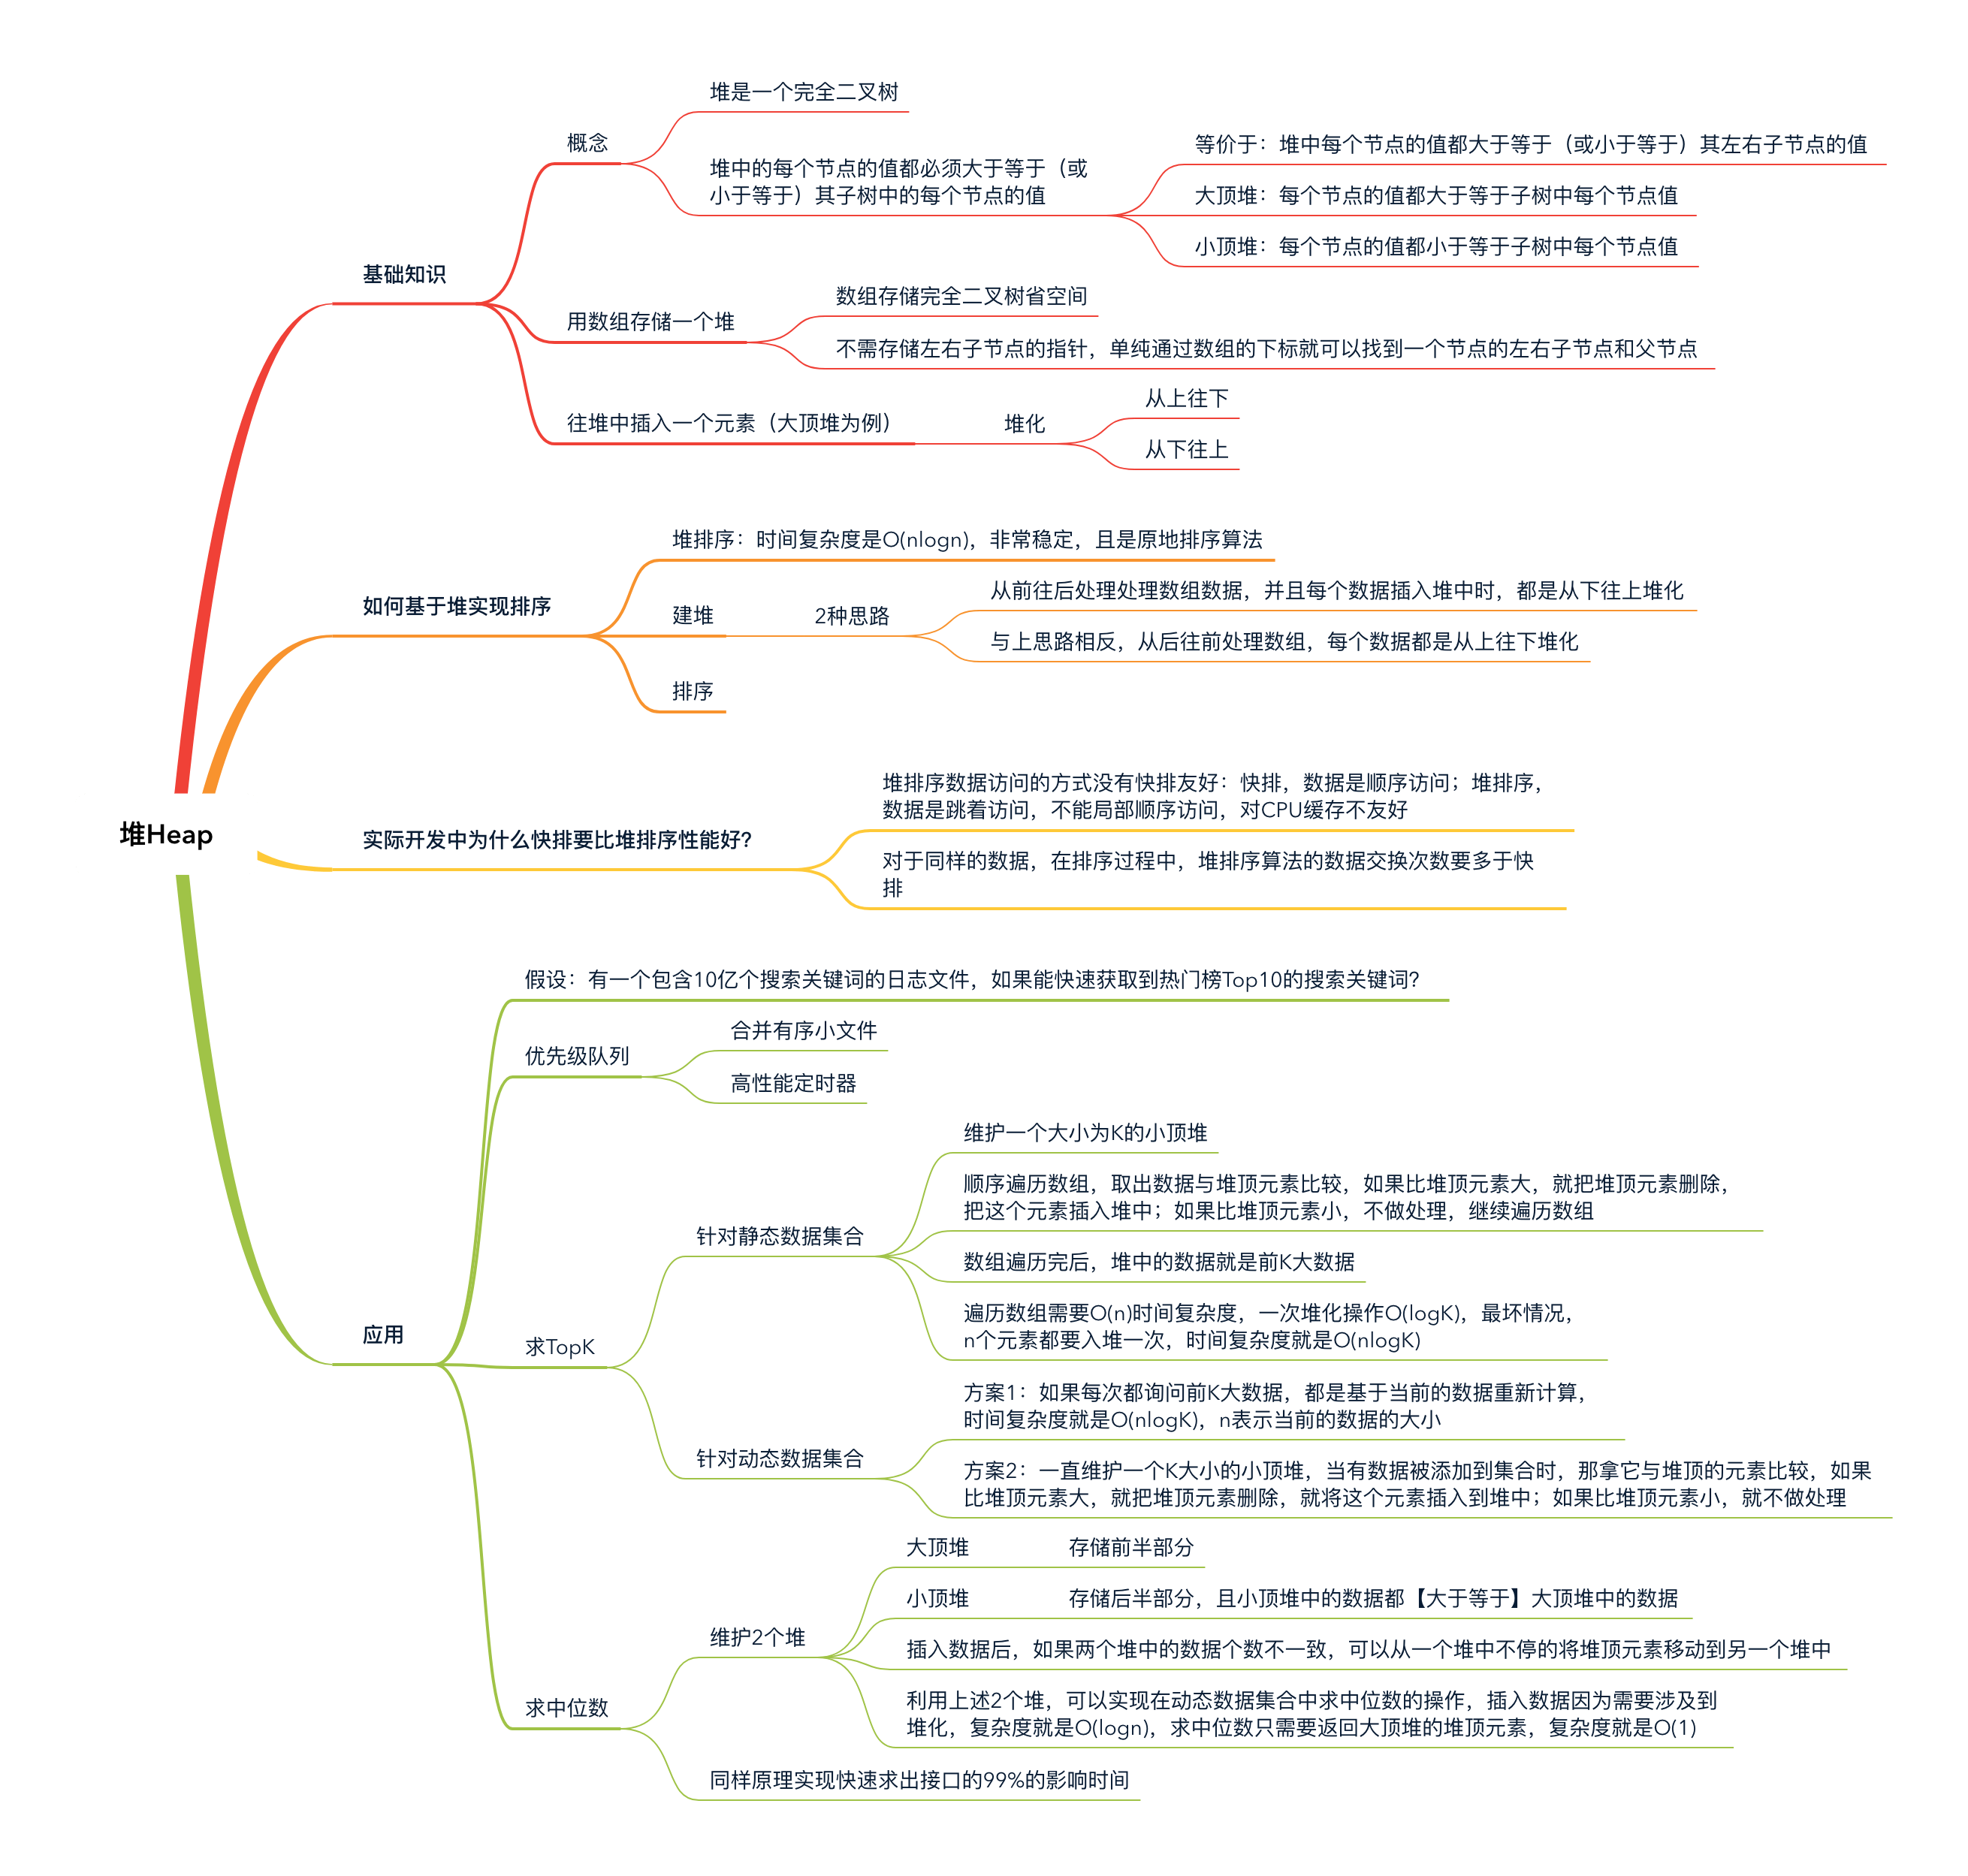 堆Heap
基础知识
概念
堆是一个完全二叉树
堆中的每个节点的值都必须大于等于（或
小于等于）其子树中的每个节点的值
等价于：堆中每个节点的值都大于等于（或小于等于）其左右子节点的值
大顶堆：每个节点的值都大于等于子树中每个节点值
小顶堆：每个节点的值都小于等于子树中每个节点值
用数组存储一个堆
数组存储完全二叉树省空间
不需存储左右子节点的指针，单纯通过数组的下标就可以找到一个节点的左右子节点和父节点
往堆中插入一个元素（大顶堆为例）
堆化
从上往下
从下往上
如何基于堆实现排序
堆排序：时间复杂度是O(nlogn)，非常稳定，且是原地排序算法
建堆
2种思路
从前往后处理处理数组数据，并且每个数据插入堆中时，都是从下往上堆化
与上思路相反，从后往前处理数组，每个数据都是从上往下堆化
排序
实际开发中为什么快排要比堆排序性能好？
堆排序数据访问的方式没有快排友好：快排，数据是顺序访问；堆排序，
数据是跳着访问，不能局部顺序访问，对CPU缓存不友好
对于同样的数据，在排序过程中，堆排序算法的数据交换次数要多于快
排
应用
假设：有一个包含10亿个搜索关键词的日志文件，如果能快速获取到热门榜Top10的搜索关键词？
优先级队列
合并有序小文件
高性能定时器
求TopK
针对静态数据集合
维护一个大小为K的小顶堆
顺序遍历数组，取出数据与堆顶元素比较，如果比堆顶元素大，就把堆顶元素删除，
把这个元素插入堆中；如果比堆顶元素小，不做处理，继续遍历数组
数组遍历完后，堆中的数据就是前K大数据
遍历数组需要O(n)时间复杂度，一次堆化操作O(logK)，最坏情况，
n个元素都要入堆一次，时间复杂度就是O(nlogK)
针对动态数据集合
方案1：如果每次都询问前K大数据，都是基于当前的数据重新计算，
时间复杂度就是O(nlogK)，n表示当前的数据的大小
方案2：一直维护一个K大小的小顶堆，当有数据被添加到集合时，那拿它与堆顶的元素比较，如果
比堆顶元素大，就把堆顶元素删除，就将这个元素插入到堆中；如果比堆顶元素小，就不做处理
求中位数
维护2个堆
大顶堆
存储前半部分
小顶堆
存储后半部分，且小顶堆中的数据都【大于等于】大顶堆中的数据
插入数据后，如果两个堆中的数据个数不一致，可以从一个堆中不停的将堆顶元素移动到另一个堆中
利用上述2个堆，可以实现在动态数据集合中求中位数的操作，插入数据因为需要涉及到
堆化，复杂度就是O(logn)，求中位数只需要返回大顶堆的堆顶元素，复杂度就是O(1)
同样原理实现快速求出接口的99%的影响时间